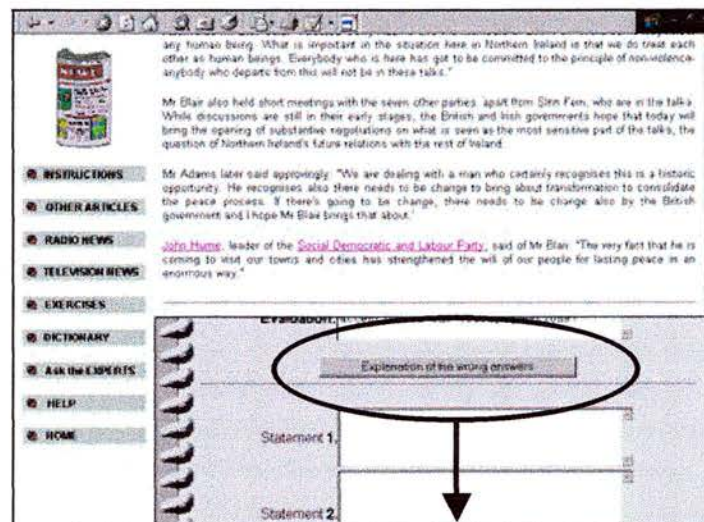 any human being. What is important in the situation here in Northern Ireland is that we do treat each
other as human beings. Everybody who is here has got to be committed to the principle of non-violence-
anybody who departs from this will not be in these talks."
Mr Blair also held short meetings with the seven other parties, apart from Sinn Fein, who are in the talks.
While discussions are still in their early stages, the British and Irish governments hope that today will
bring the opening of substantive negotiations on what is seen as the most sensitive part of the talks, the
question of Northern Ireland's future relations with the rest of Ireland.
INSTRUCTIONS
Mr Adams later said approvingly: "We are dealing with a man who certainly recognises this is a historic
opportunity. He recognises also there needs to be change to bring about transformation to consolidate
OTHER ARTICLES
the peace process. If there's going to be change, there needs to be change also by the British
government and I hope Mr Blair brings that about."
RADIO NEWS
John Hume, leader of the Social Democratic and Labour Party, said of Mr Blair: "The very fact that he is
coming to visit our towns and cities has strengthened the will of our people for lasting peace in an
TELEVISION NEWS
enormous way."
EXERCISES
Evaluation.
DICTIONARY
Explanation of the wrong answers
Ask the EXPERTS
HELP
HOME
Statement 1.
Statement 2.